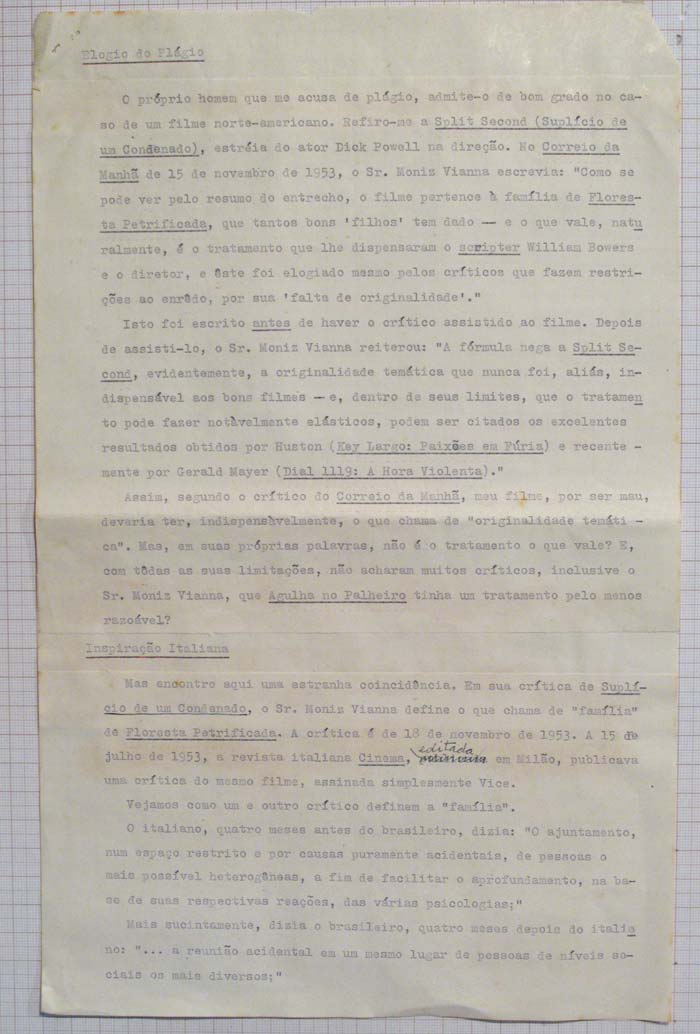 Elogio do Plágio
O próprio homem que me acusa de plágio, admite-o de bom grado no ca-
so de um filme norte-americano. Refiro-me a Split Second (Suplício de
um Condenado), estréia do ator Dick Powell na direção. No Correio da
Manhã de 15 de novembro de 1953, o Sr. Moniz Vianna escrevia: "Como se
pode ver pelo resumo do entrecho, o filme pertence à família de Flores-
ta Petrificada, que tantos bons 'filhos' tem dado — e o que vale, natu
ralmente, é o tratamento que lhe dispensaram o scripter William Bowers
e o diretor, e êste foi elogiado mesmo pelos críticos que fazem restri-
ções ao enrêdo, por sua 'falta de originalidade'."
Isto foi escrito antes de haver o crítico assistido ao filme. Depois
de assisti-lo, o Sr. Moniz Vianna reiterou: "A fórmula nega a Split Se-
cond, evidentemente, a originalidade temática que nunca foi, aliás, in-
dispensável aos bons filmes — e, dentro de seus limites, que o tratamen
to pode fazer notàvelmente elásticos, podem ser citados os excelentes
resultados obtidos por Huston (Key Largo: Paixões em Fúria) e recente -
mente por Gerald Mayer (Dial 1119: A Hora Violenta)."
Assim, segundo o crítico do Correio da Manhã, meu filme, por ser mau,
devaria ter, indispensàvelmente, o que chama de "originalidade temáti -
ca". Mas, em suas próprias palavras, não é o tratamento o que vale? E,
com tôdas as suas limitações, não acharam muitos críticos, inclusive o
Sr. Moniz Vianna, que Agulha no Palheiro tinha um tratamento pelo menos
razoável?
Inspiração Italiana
Mas encontro aqui uma estranha coincidência. Em sua crítica de Suplí-
cio de um Condenado, o Sr. Moniz Vianna define o que chama de "família"
de Floresta Petrificada. A crítica é de 18 de novembro de 1953. A 15 de
julho de 1953, a revista italiana Cinema, editada em Milão, publicava
uma crítica do mesmo filme, assinada simplesmente Vice.
Vejamos como um e outro crítico definem a "família".
O italiano, quatro meses antes do brasileiro, dizia: "O ajuntamento,
num espaço restrito e por causas puramente acidentais, de pessoas o
mais possível heterogêneas, a fim de facilitar o aprofundamento, na ba-
se de suas respectivas reações, das várias psicologias;"
Mais sucintamente, dizia o brasileiro, quatro meses depois do italia
no: "... a reunião acidental em um mesmo lugar de pessoas de níveis so-
ciais os mais diversos;"